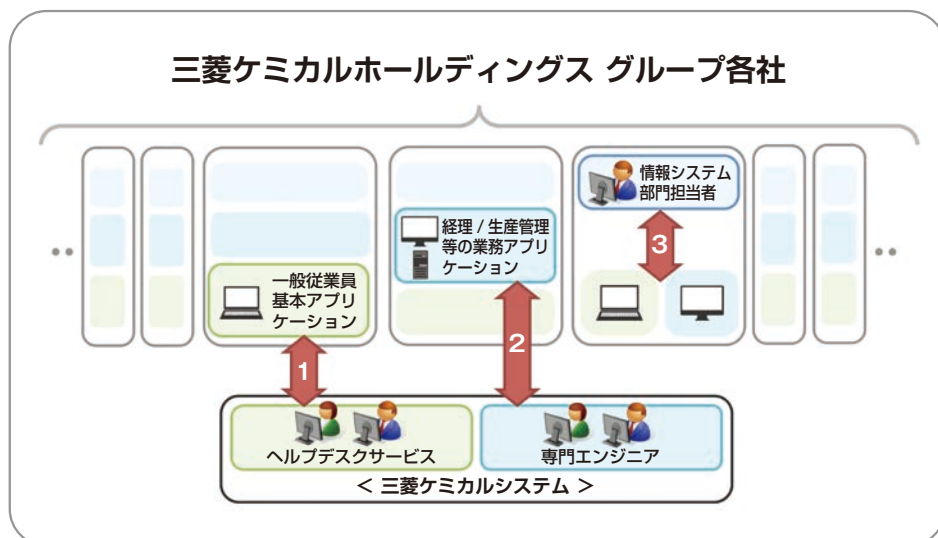 三菱ケミカルホールディングス グループ各社
情報システム
部門担当者
経理 / 生産管理
等の業務アプリ
ケーション
3
一般従業員
基本アプリ
ケーション
1
2
ヘルプデスクサービス
専門エンジニア
＜ 三菱ケミカルシステム ＞